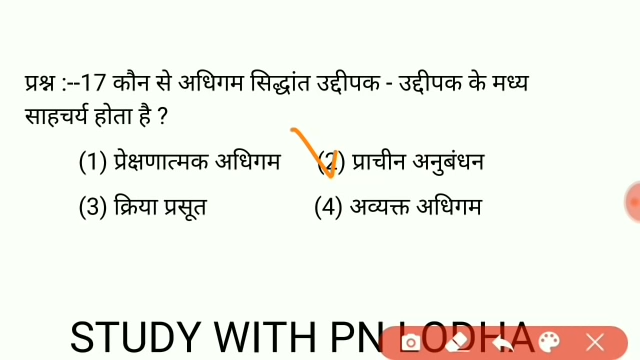 प्रश्न :--17 कौन से अधिगम सिद्धांत उद्दीपक - उद्दीपक के मध्य
साहचर्य होता है ?
(1) प्रेक्षणात्मक अधिगम (2) प्राचीन अनुबंधन
(3) क्रिया प्रसूत (4) अव्यक्त अधिगम
STUDY WITH PN LODHA